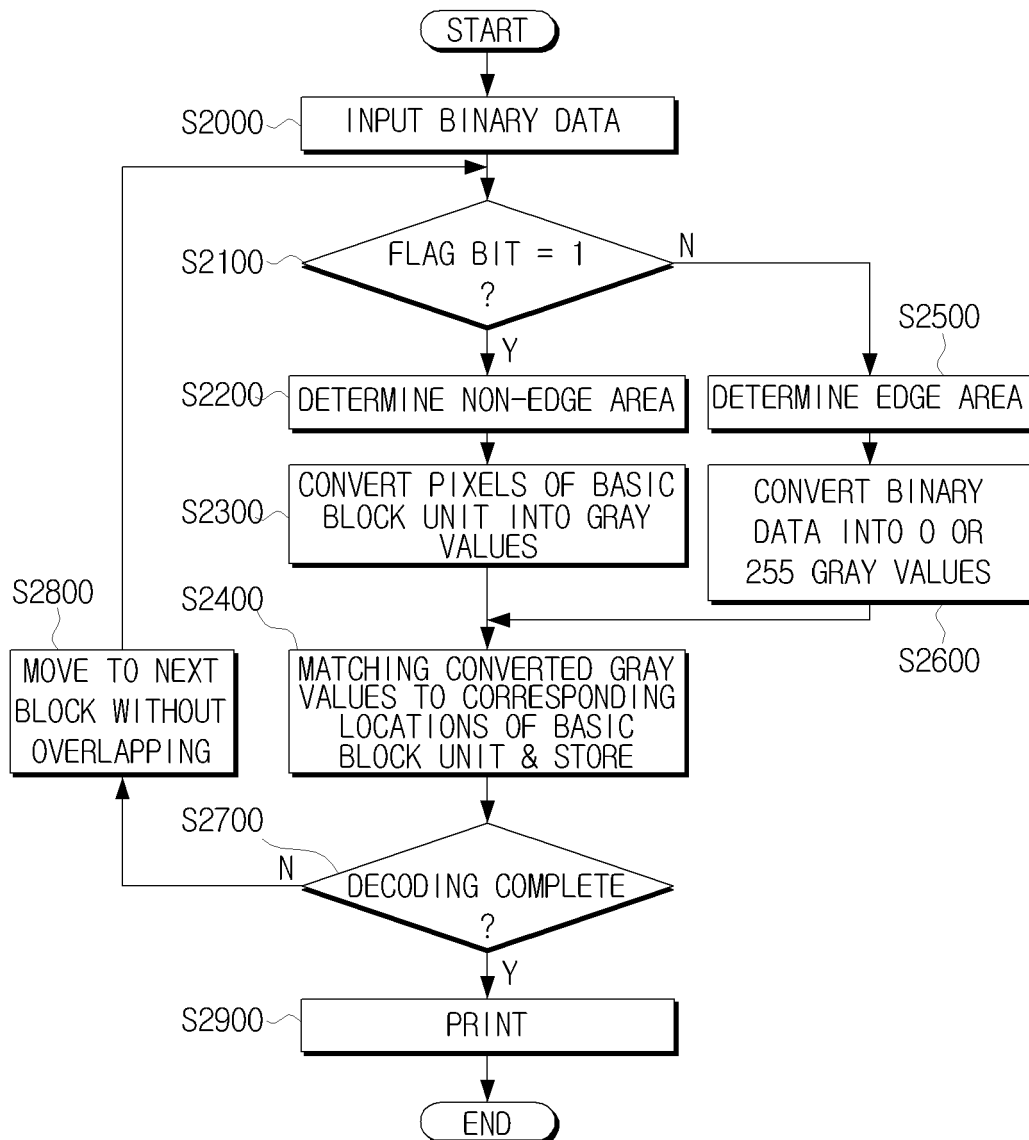 START
S2000
INPUT BINARY DATA
S2100
FLAG BIT = 1
?
N
Y
S2500
S2200
DETERMINE NON-EDGE AREA
DETERMINE EDGE AREA
S2300
CONVERT PIXELS OF BASIC
BLOCK UNIT INTO GRAY
VALUES
CONVERT BINARY
DATA INTO 0 OR
255 GRAY VALUES
S2600
S2800
MOVE TO NEXT
BLOCK WITHOUT
OVERLAPPING
S2400
MATCHING CONVERTED GRAY
VALUES TO CORRESPONDING
LOCATIONS OF BASIC
BLOCK UNIT & STORE
S2700
N
DECODING COMPLETE
?
Y
S2900
PRINT
END